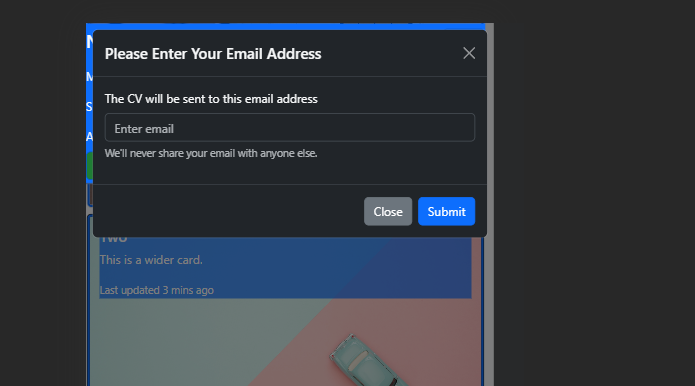 Please Enter Your Email Address
The CV will be sent to this email address
Enter email
We'll never share your email with anyone else.
Close Submit
Two
This is a wider card.
Last updated 3 mins ago